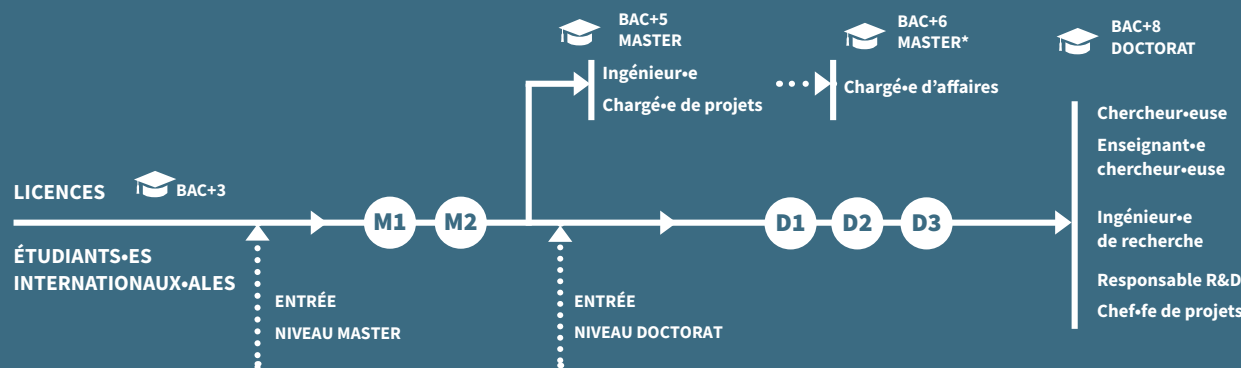 BAC+5
MASTER
Ingénieur•e
Chargé•e de projets
BAC+6
MASTER*
Chargé•e d’affaires
BAC+8
DOCTORAT
Chercheur•euse
Enseignant•e
chercheur•euse
Ingénieur•e
de recherche
Responsable R&D
Chef•fe de projets
LICENCES
BAC+3
M1
M2
D1
D2
D3
ÉTUDIANTS•ES
INTERNATIONAUX•ALES
ENTRÉE
NIVEAU MASTER
ENTRÉE
NIVEAU DOCTORAT